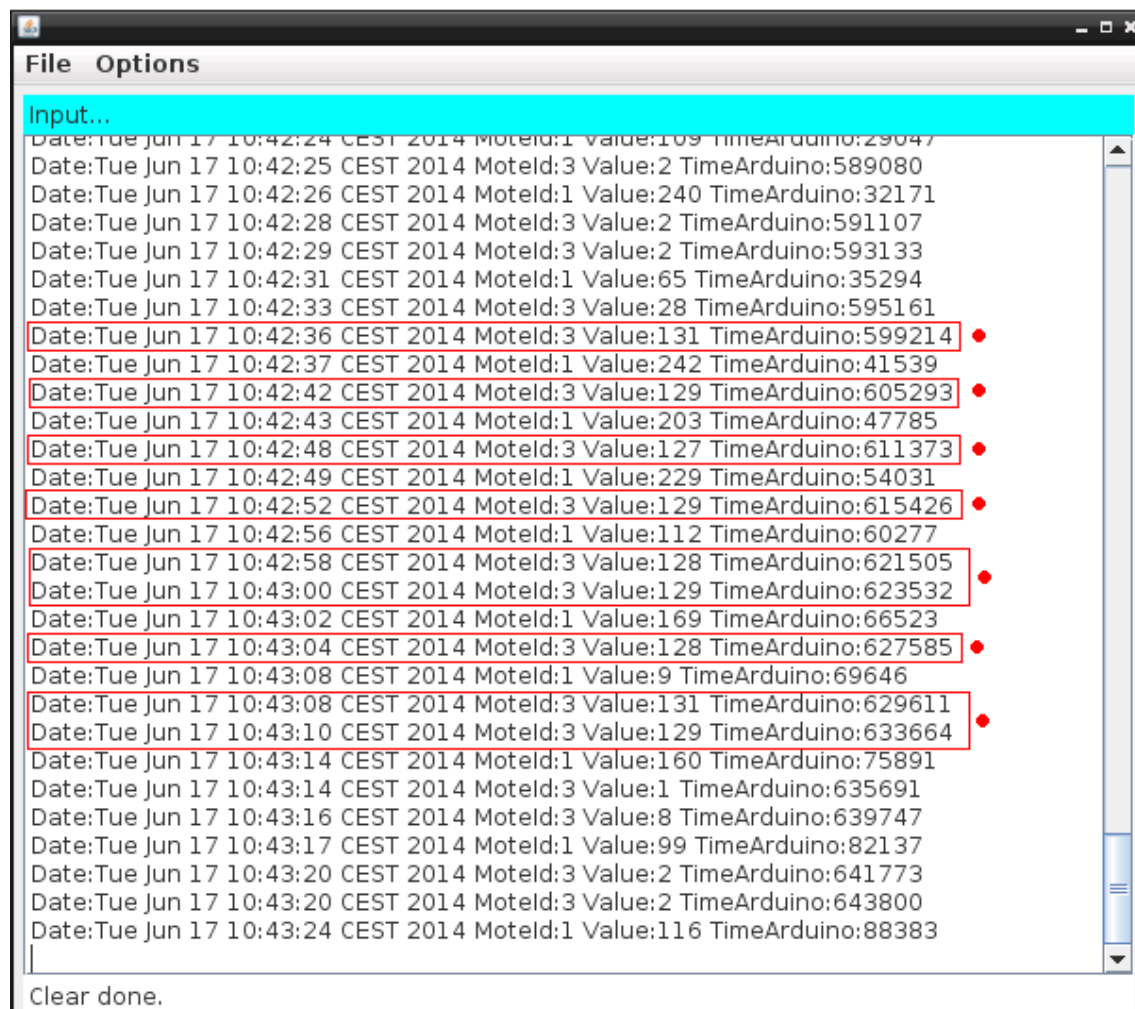 File Options
Input...
Date:Tue Jun 17 10:42:24 CEST 2014 MoteId:1 Value:109 TimeArduino:29047
Date:Tue Jun 17 10:42:25 CEST 2014 MoteId:3 Value:2 TimeArduino:589080
Date:Tue Jun 17 10:42:26 CEST 2014 MoteId:1 Value:240 TimeArduino:32171
Date:Tue Jun 17 10:42:28 CEST 2014 MoteId:3 Value:2 TimeArduino:591107
Date:Tue Jun 17 10:42:29 CEST 2014 MoteId:3 Value:2 TimeArduino:593133
Date:Tue Jun 17 10:42:31 CEST 2014 MoteId:1 Value:65 TimeArduino:35294
Date:Tue Jun 17 10:42:33 CEST 2014 MoteId:3 Value:28 TimeArduino:595161
Date:Tue Jun 17 10:42:36 CEST 2014 MoteId:3 Value:131 TimeArduino:599214
Date:Tue Jun 17 10:42:37 CEST 2014 MoteId:1 Value:242 TimeArduino:41539
Date:Tue Jun 17 10:42:42 CEST 2014 MoteId:3 Value:129 TimeArduino:605293
Date:Tue Jun 17 10:42:43 CEST 2014 MoteId:1 Value:203 TimeArduino:47785
Date:Tue Jun 17 10:42:48 CEST 2014 MoteId:3 Value:127 TimeArduino:611373
Date:Tue Jun 17 10:42:49 CEST 2014 MoteId:1 Value:229 TimeArduino:54031
Date:Tue Jun 17 10:42:52 CEST 2014 MoteId:3 Value:129 TimeArduino:615426
Date:Tue Jun 17 10:42:56 CEST 2014 MoteId:1 Value:112 TimeArduino:60277
Date:Tue Jun 17 10:42:58 CEST 2014 MoteId:3 Value:128 TimeArduino:621505
Date:Tue Jun 17 10:43:00 CEST 2014 MoteId:3 Value:129 TimeArduino:623532
Date:Tue Jun 17 10:43:02 CEST 2014 MoteId:1 Value:169 TimeArduino:66523
Date:Tue Jun 17 10:43:04 CEST 2014 MoteId:3 Value:128 TimeArduino:627585
Date:Tue Jun 17 10:43:08 CEST 2014 MoteId:1 Value:9 TimeArduino:69646
Date:Tue Jun 17 10:43:08 CEST 2014 MoteId:3 Value:131 TimeArduino:629611
Date:Tue Jun 17 10:43:10 CEST 2014 MoteId:3 Value:129 TimeArduino:633664
Date:Tue Jun 17 10:43:14 CEST 2014 MoteId:1 Value:160 TimeArduino:75891
Date:Tue Jun 17 10:43:14 CEST 2014 MoteId:3 Value:1 TimeArduino:635691
Date:Tue Jun 17 10:43:16 CEST 2014 MoteId:3 Value:8 TimeArduino:639747
Date:Tue Jun 17 10:43:17 CEST 2014 MoteId:1 Value:99 TimeArduino:82137
Date:Tue Jun 17 10:43:20 CEST 2014 MoteId:3 Value:2 TimeArduino:641773
Date:Tue Jun 17 10:43:20 CEST 2014 MoteId:3 Value:2 TimeArduino:643800
Date:Tue Jun 17 10:43:24 CEST 2014 MoteId:1 Value:116 TimeArduino:88383
Clear done.